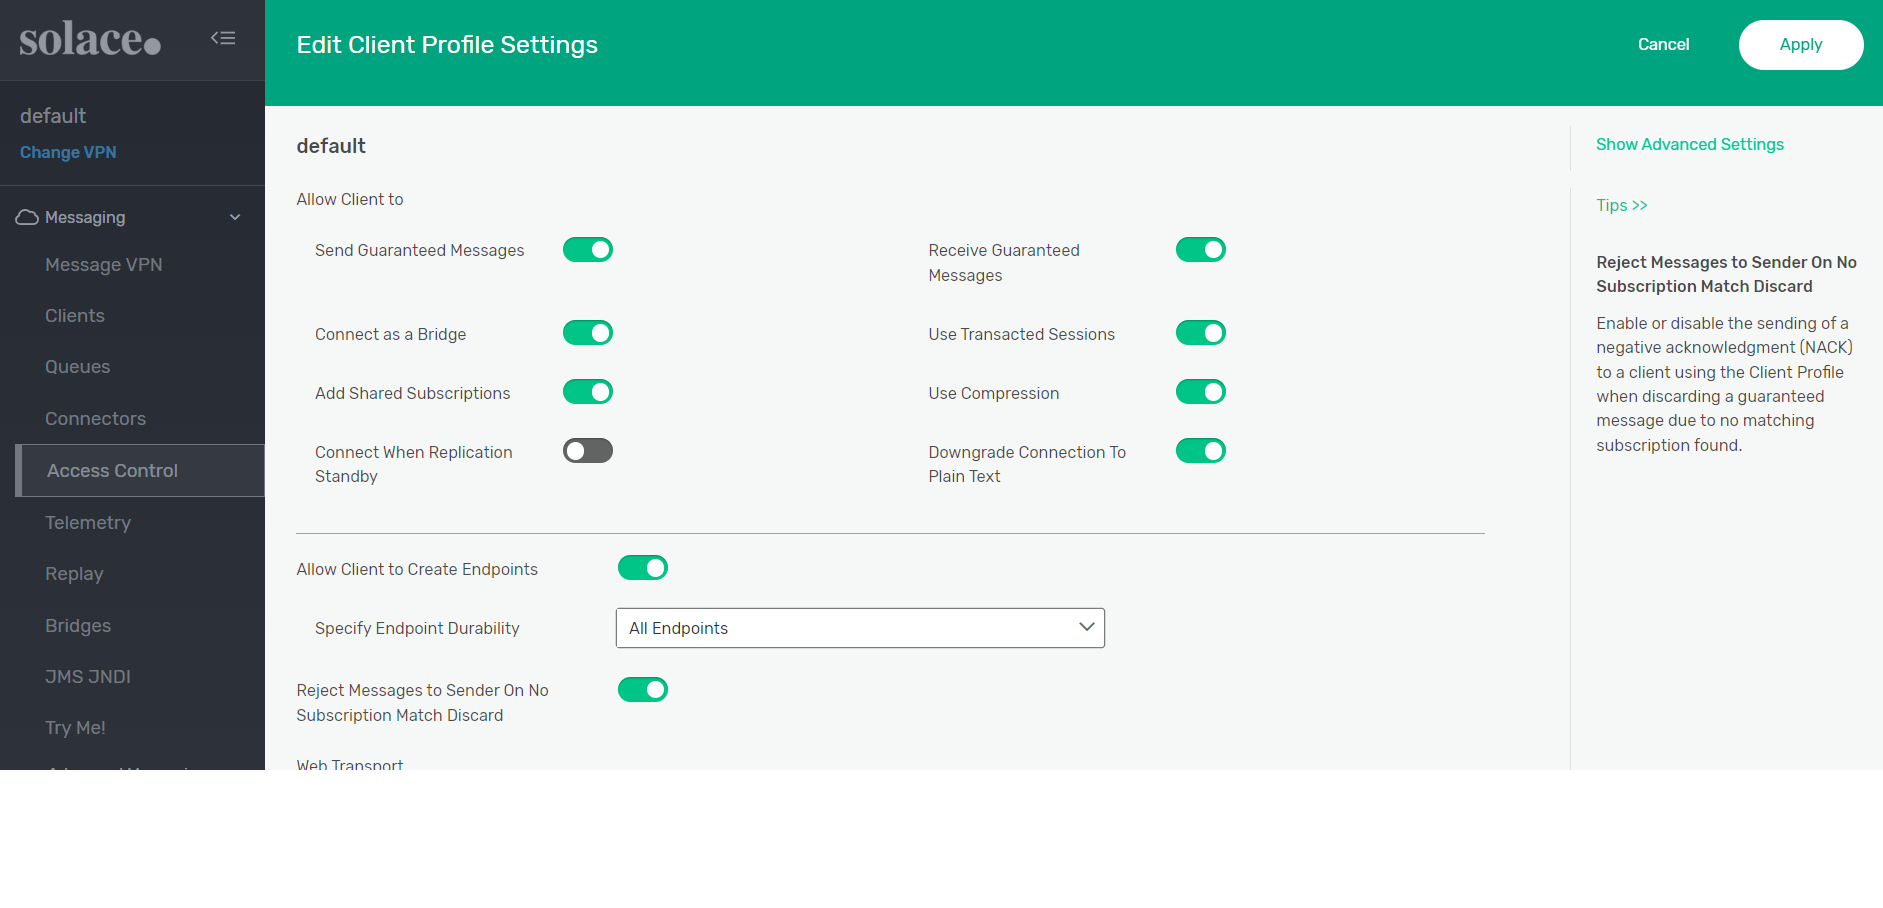 solace
default
Change VPN
Messaging
Message VPN
Clients
Queues
Connectors
Access Control
Telemetry
Replay
Bridges
JMS JNDI
Try Me!
Edit Client Profile Settings
Cancel
Apply
default
Allow Client to
Send Guaranteed Messages
Receive Guaranteed
Messages
Connect as a Bridge
Use Transacted Sessions
Add Shared Subscriptions
Use Compression
Connect When Replication
Standby
Downgrade Connection To
Plain Text
Allow Client to Create Endpoints
Specify Endpoint Durability
All Endpoints
Reject Messages to Sender On No
Subscription Match Discard
Web Transport
Show Advanced Settings
Tips >>
Reject Messages to Sender On No
Subscription Match Discard
Enable or disable the sending of a
negative acknowledgment (NACK)
to a client using the Client Profile
when discarding a guaranteed
message due to no matching
subscription found.